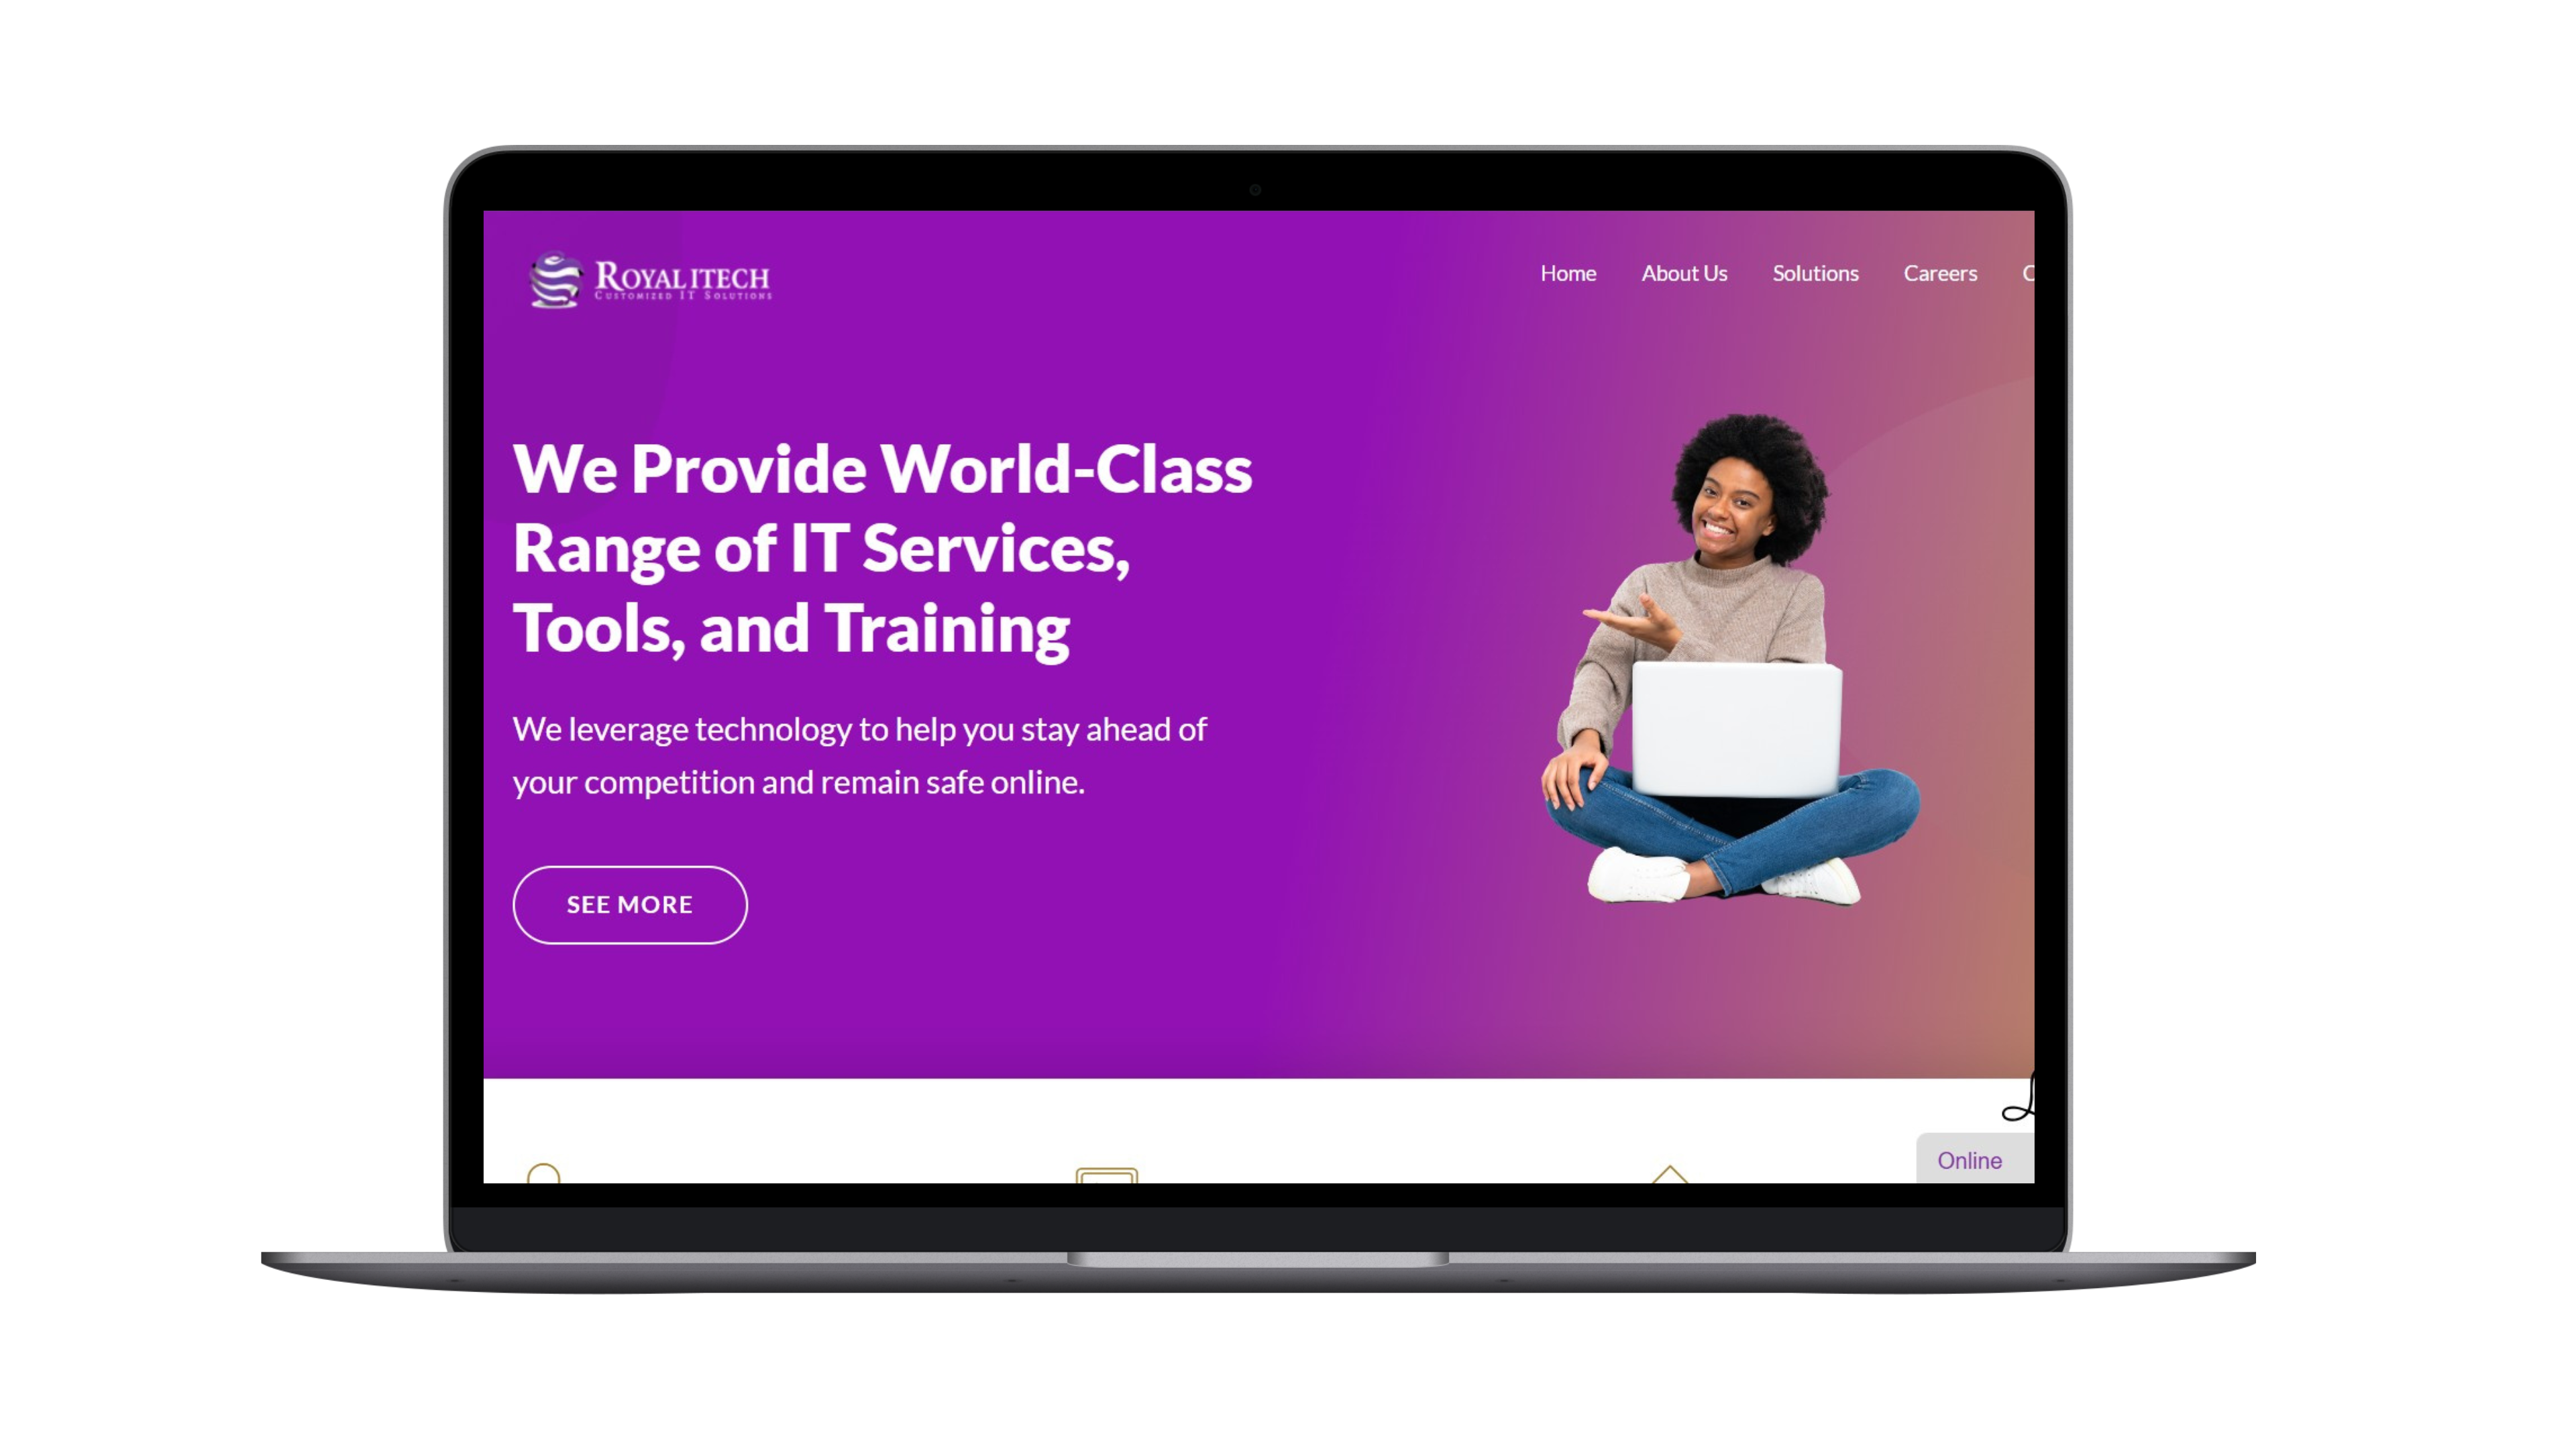 ROYAL ITECH
CUSTOMIZED IT SOLUTIONS
Home About Us Solutions Careers C
We Provide World-Class
Range of IT Services,
Tools, and Training
We leverage technology to help you stay ahead of
your competition and remain safe online.
SEE MORE
Online